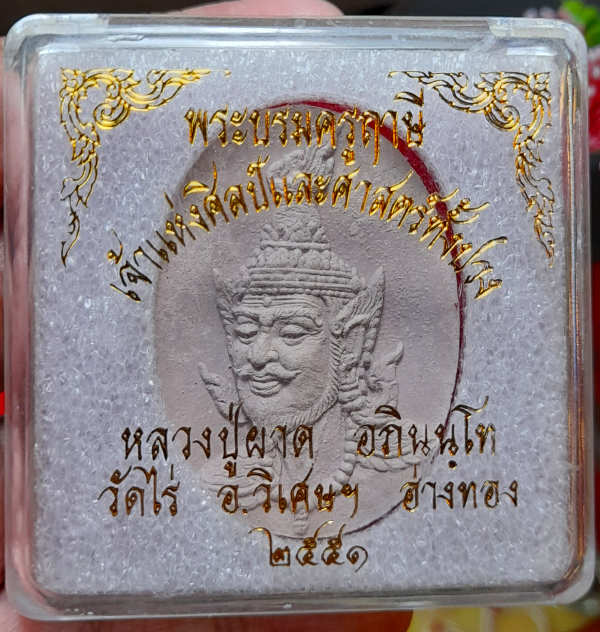 พระบรมครูฤาษี
เจ้าแห่งศิลป์และศาสตร์ทั้งปวง
หลวงปู่ผาด อภินนฺโท
วัดไร่ อ.วิเศษฯ อ่างทอง
๒๕๕๑